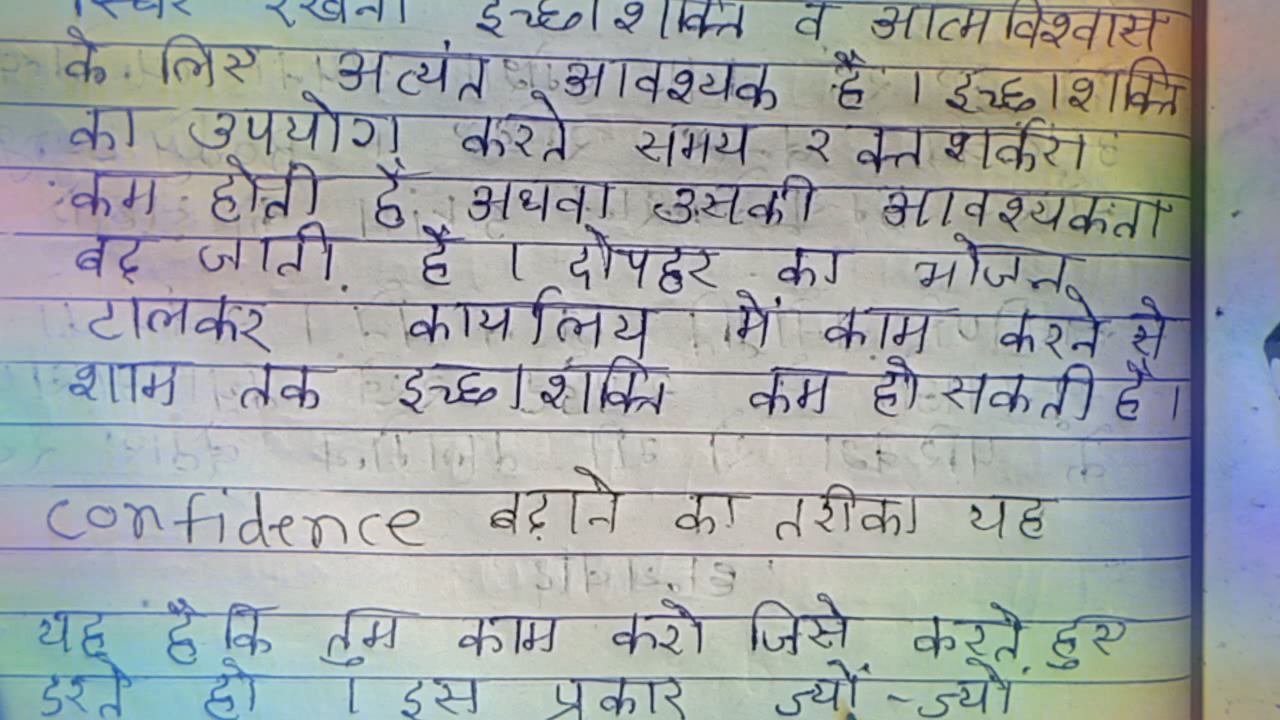 स्थिर रखना इच्छाशक्ति व आत्मविश्वास
के लिए अत्यंत आवश्यक है । इच्छाशक्ति
का उपयोग करते समय रक्तशर्करा
कम होती है अथवा उसकी आवश्यकता
बढ़ जाती है । दोपहर का भोजन
टालकर कार्यालय में काम करने से
शाम तक इच्छाशक्ति कम हो सकती है।
confidence बढ़ाने का तरीका यह
यह है कि तुम काम करो जिसे करते हुए
डरते हो । इस प्रकार ज्यों-ज्यों